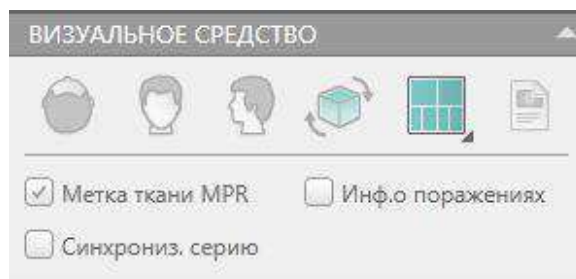 ВИЗУАЛЬНОЕ СРЕДСТВО
Метка ткани MPR Инф.о поражениях
Синхрониз. серию